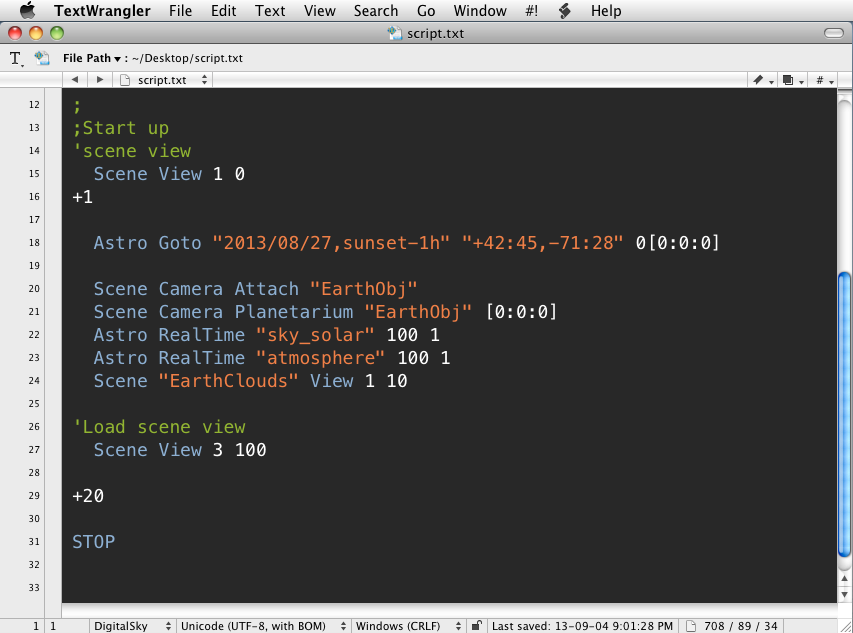 TextWrangler File Edit Text View Search Go Window #! Help
script.txt
File Path ▾ : ~/Desktop/script.txt
script.txt #
12 ;
13 ;Start up
14 'scene view
15 Scene View 1 0
16 +1
17
18 Astro Goto "2013/08/27,sunset-1h" "+42:45,-71:28" 0[0:0:0]
19
20 Scene Camera Attach "EarthObj"
21 Scene Camera Planetarium "EarthObj" [0:0:0]
22 Astro RealTime "sky_solar" 100 1
23 Astro RealTime "atmosphere" 100 1
24 Scene "EarthClouds" View 1 10
25
26 'Load scene view
27 Scene View 3 100
28
29 +20
30
31 STOP
32
33
1 1 DigitalSky Unicode (UTF-8, with BOM) Windows (CRLF) Last saved: 13-09-04 9:01:28 PM 708 / 89 / 34